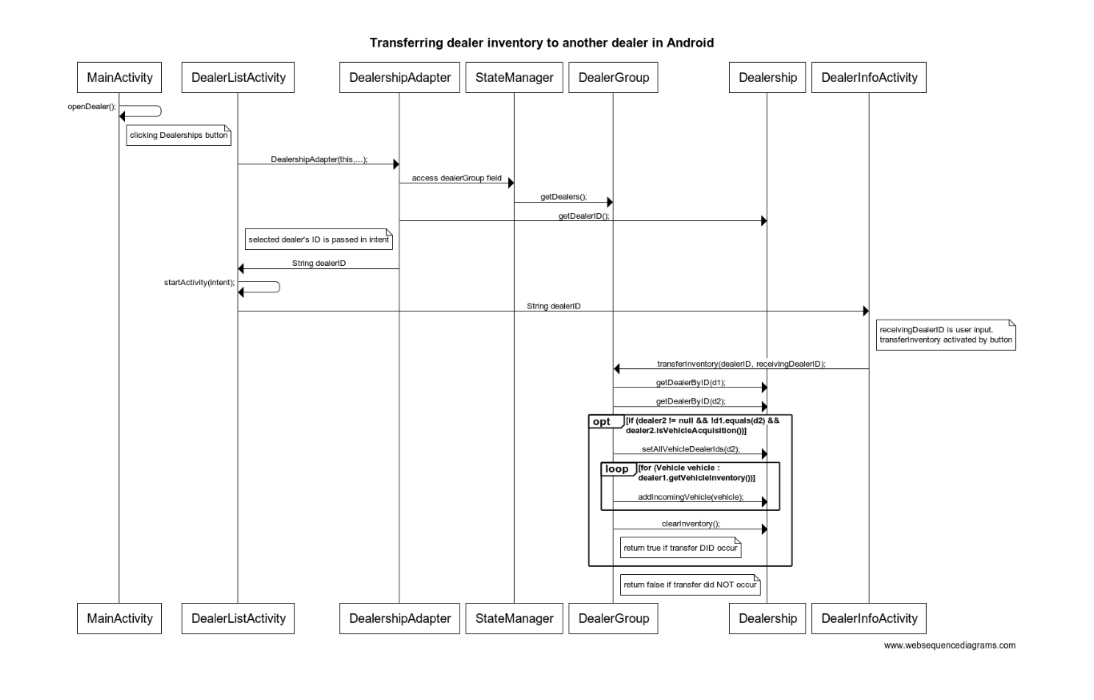 Transferring dealer inventory to another dealer in Android
MainActivity
DealerListActivity
DealershipAdapter
StateManager
DealerGroup
Dealership
DealerInfoActivity
openDealer();
clicking Dealerships button
DealershipAdapter(this,...);
access dealerGroup field
getDealers();
getDealerID();
selected dealer's ID is passed in intent
String dealerID
startActivity(intent);
String dealerID
receivingDealerID is user input.
transferInventory activated by button
transferInventory(dealerID, receivingDealerID);
getDealerByID(d1);
getDealerByID(d2);
opt
[if (dealer2 != null && !d1.equals(d2) &&
dealer2.isVehicleAcquisition())]
setAllVehicleDealerIds(d2);
loop
[for (Vehicle vehicle :
dealer1.getVehicleInventory())]
addIncomingVehicle(vehicle);
clearInventory();
return true if transfer DID occur
return false if transfer did NOT occur
MainActivity
DealerListActivity
DealershipAdapter
StateManager
DealerGroup
Dealership
DealerInfoActivity
www.websequencediagrams.com